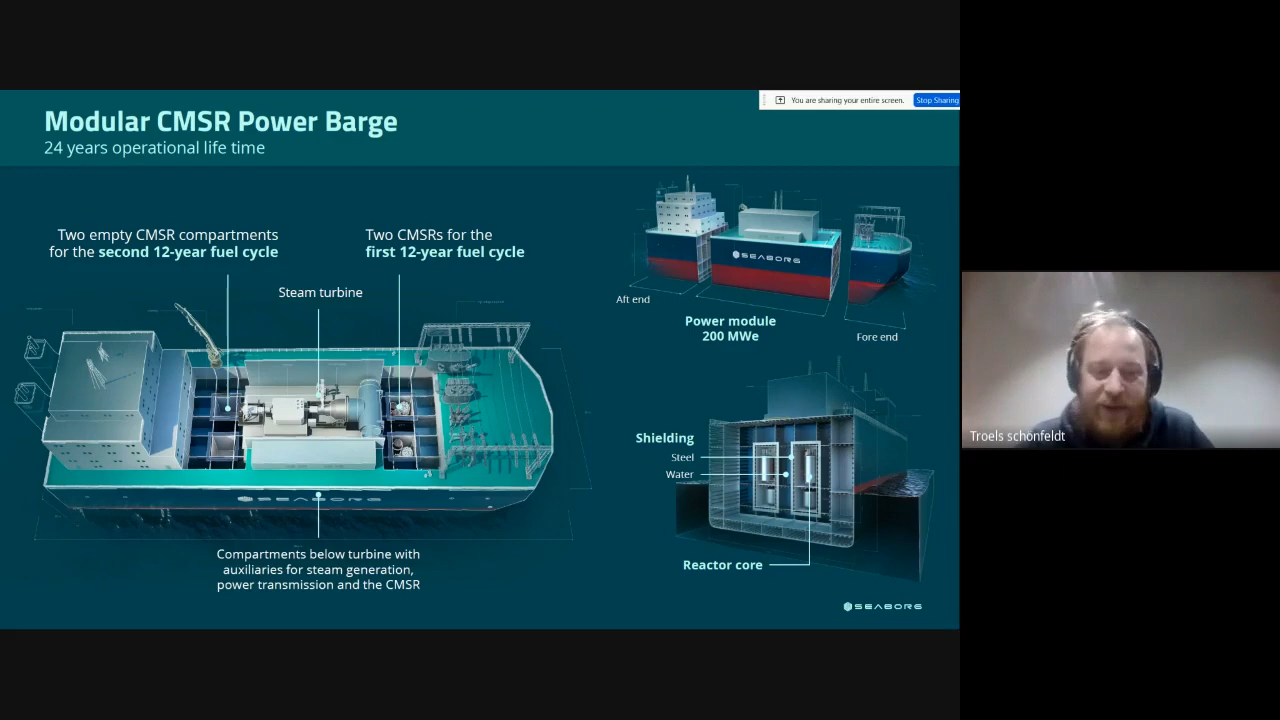 You are sharing your entire screen.
Stop Sharing
Modular CMSR Power Barge
24 years operational life time
Two empty CMSR compartments
for the second 12-year fuel cycle
Two CMSRs for the
first 12-year fuel cycle
Steam turbine
SEABORG
Compartments below turbine with
auxiliaries for steam generation,
power transmission and the CMSR
SEABORG
Aft end
Power module
200 MWe
Fore end
Shielding
Steel
Water
Reactor core
SEABORG
Troels schönfeldt